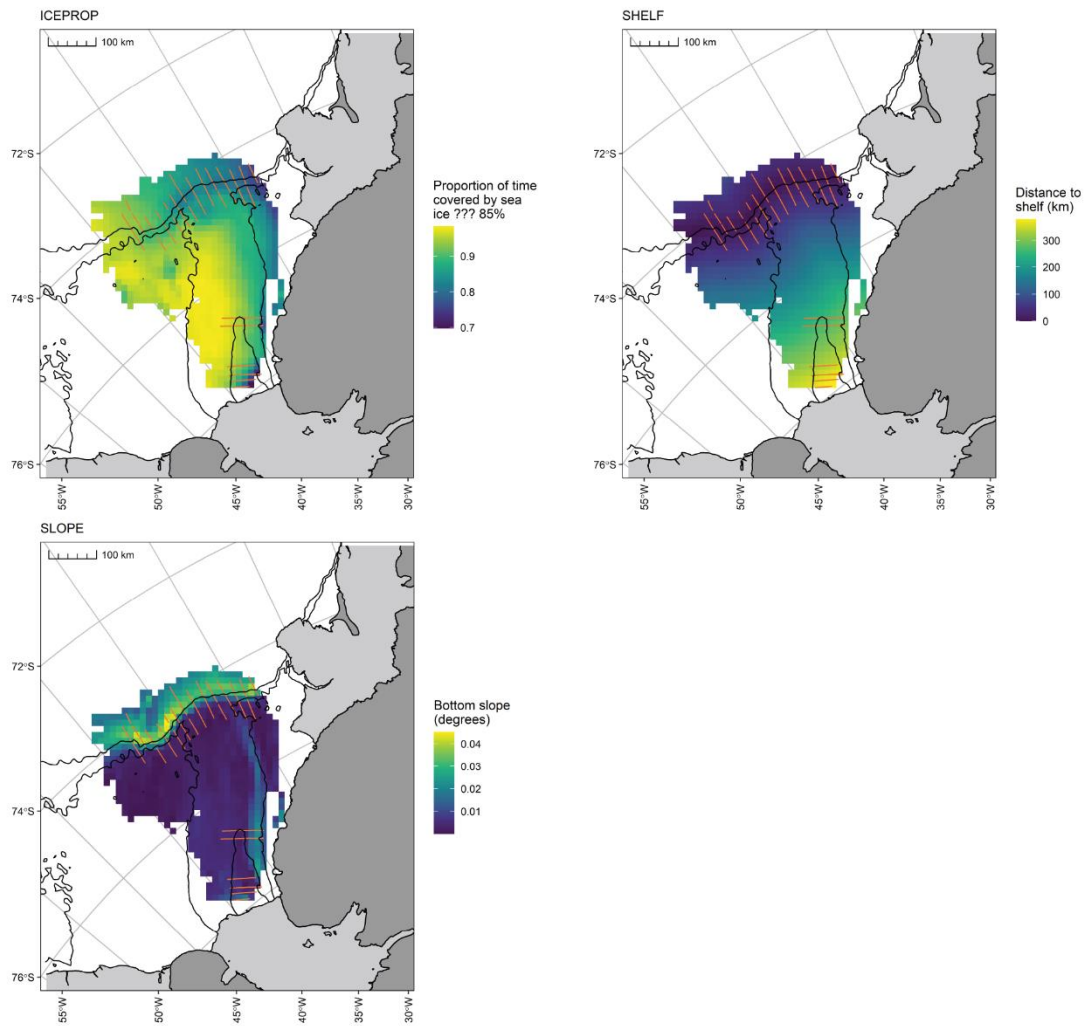 ICEPROP
100 km
72°S
74°S
76°S
55°W
50°W
45°W
40°W
35°W
30°W
Proportion of time
covered by sea
ice ??? 85%
0.9
0.8
0.7
SHELF
100 km
72°S
74°S
76°S
55°W
50°W
45°W
40°W
35°W
30°W
Distance to
shelf (km)
300
200
100
0
SLOPE
100 km
72°S
74°S
76°S
55°W
50°W
45°W
40°W
35°W
30°W
Bottom slope
(degrees)
0.04
0.03
0.02
0.01